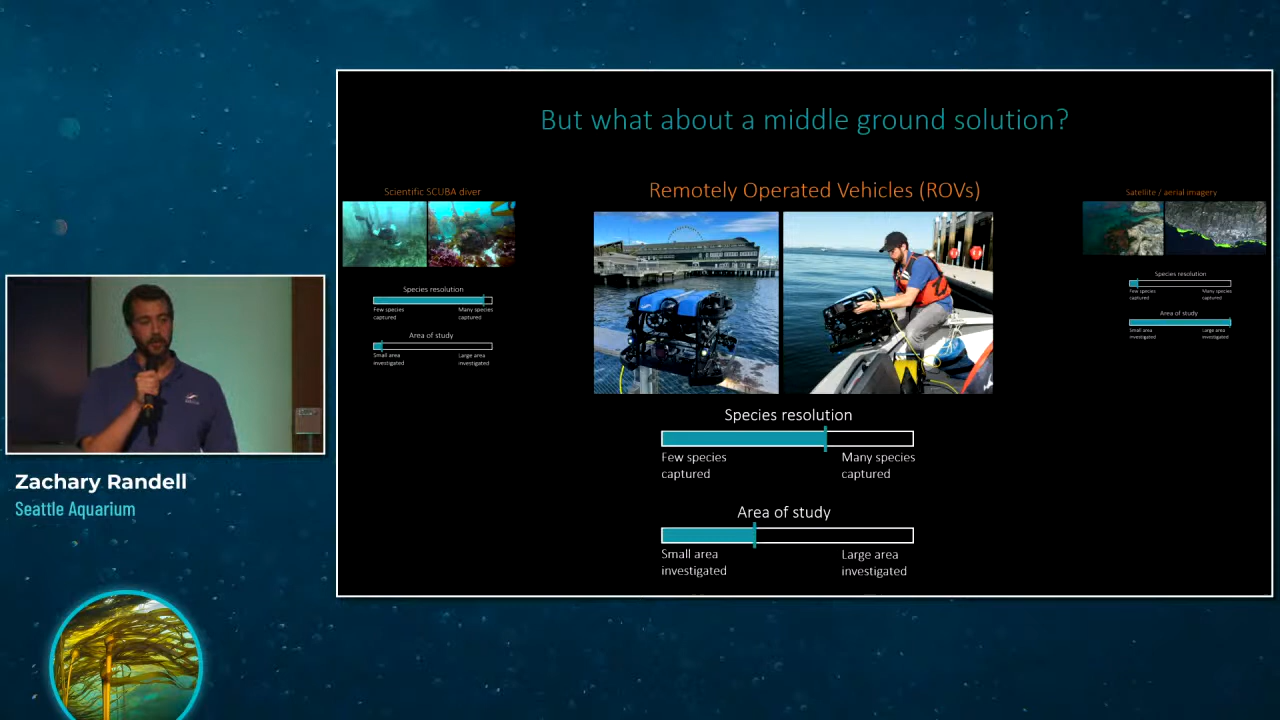 But what about a middle ground solution?
Scientific SCUBA diver
Species resolution
Few species
captured
Many species
captured
Area of study
Small area
investigated
Large area
investigated
Remotely Operated Vehicles (ROVs)
Species resolution
Few species
captured
Many species
captured
Area of study
Small area
investigated
Large area
investigated
Satellite / aerial imagery
Species resolution
Few species
captured
Many species
captured
Area of study
Small area
investigated
Large area
investigated
Zachary Randell
Seattle Aquarium